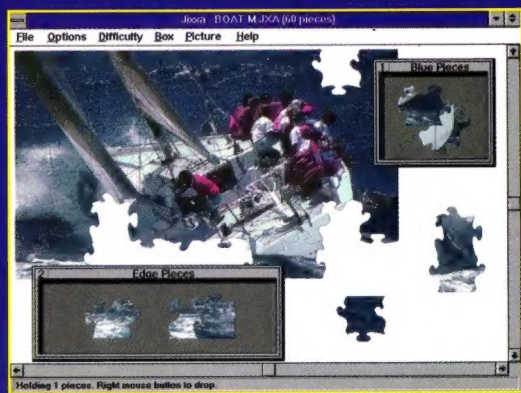 Jixxa - BOAT-M.JXA (60 pieces)
File Options Difficulty Box Picture Help
1 Blue Pieces
2 Edge Pieces
Holding 1 pieces. Right mouse button to drop.